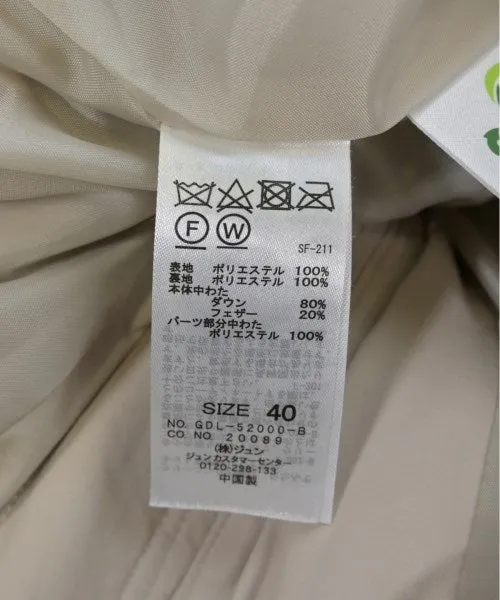 F W
SF-211
表地 ポリエステル 100%
裏地 ポリエステル 100%
本体中わた
ダウン 80%
フェザー 20%
パーツ部分中わた
ポリエステル 100%
SIZE 40
NO. GDL-52000-B
CO. NO. 20089
(株)ジュン
ジュンカスタマーセンター
0120-298-133
中国製